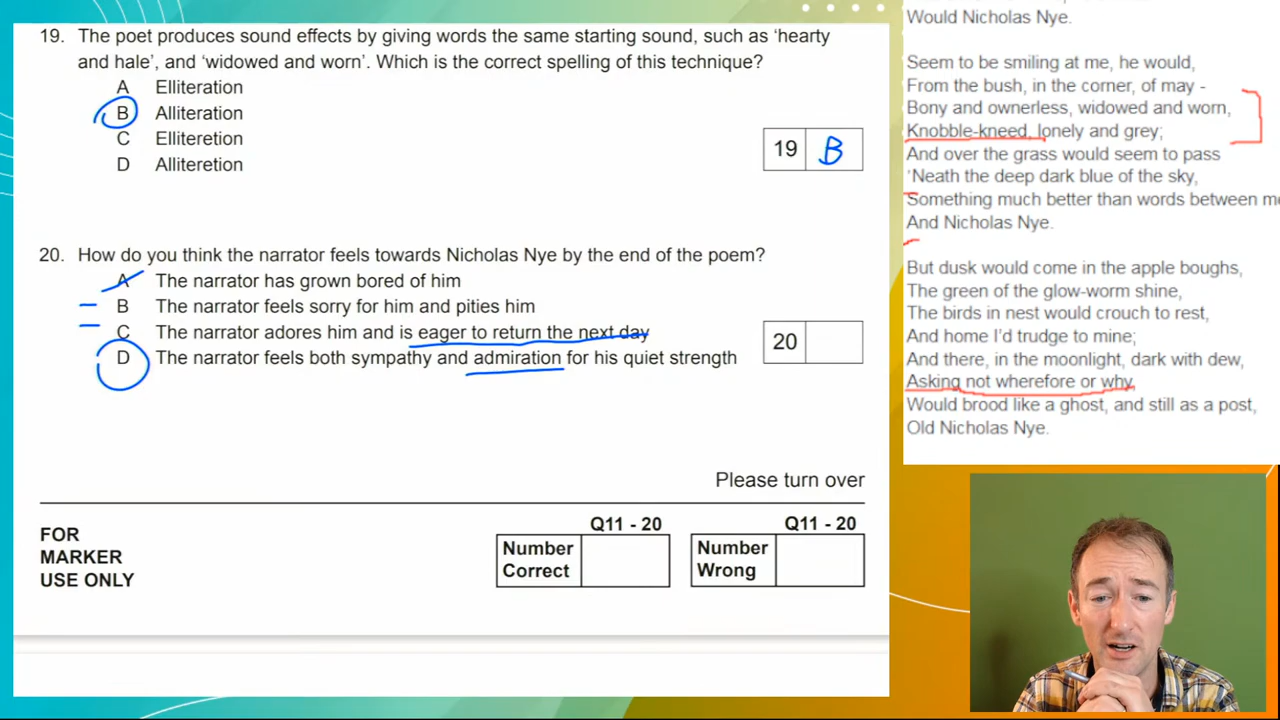 19. The poet produces sound effects by giving words the same starting sound, such as ‘hearty
and hale’, and ‘widowed and worn’. Which is the correct spelling of this technique?
A Elliteration
B Alliteration
C Elliteretion
D Alliteration
19 B
20. How do you think the narrator feels towards Nicholas Nye by the end of the poem?
A The narrator has grown bored of him
B The narrator feels sorry for him and pities him
C The narrator adores him and is eager to return the next day
D The narrator feels both sympathy and admiration for his quiet strength
20
Please turn over
FOR
MARKER
USE ONLY
Q11 - 20
Number
Correct
Q11 - 20
Number
Wrong
Would Nicholas Nye.
Seem to be smiling at me, he would,
From the bush, in the corner, of may -
Bony and ownerless, widowed and worn,
Knobble-kneed, lonely and grey;
And over the grass would seem to pass
‘Neath the deep dark blue of the sky,
Something much better than words between me
And Nicholas Nye.
But dusk would come in the apple boughs,
The green of the glow-worm shine,
The birds in nest would crouch to rest,
And home I’d trudge to mine;
And there, in the moonlight, dark with dew,
Asking not wherefore or why,
Would brood like a ghost, and still as a post,
Old Nicholas Nye.